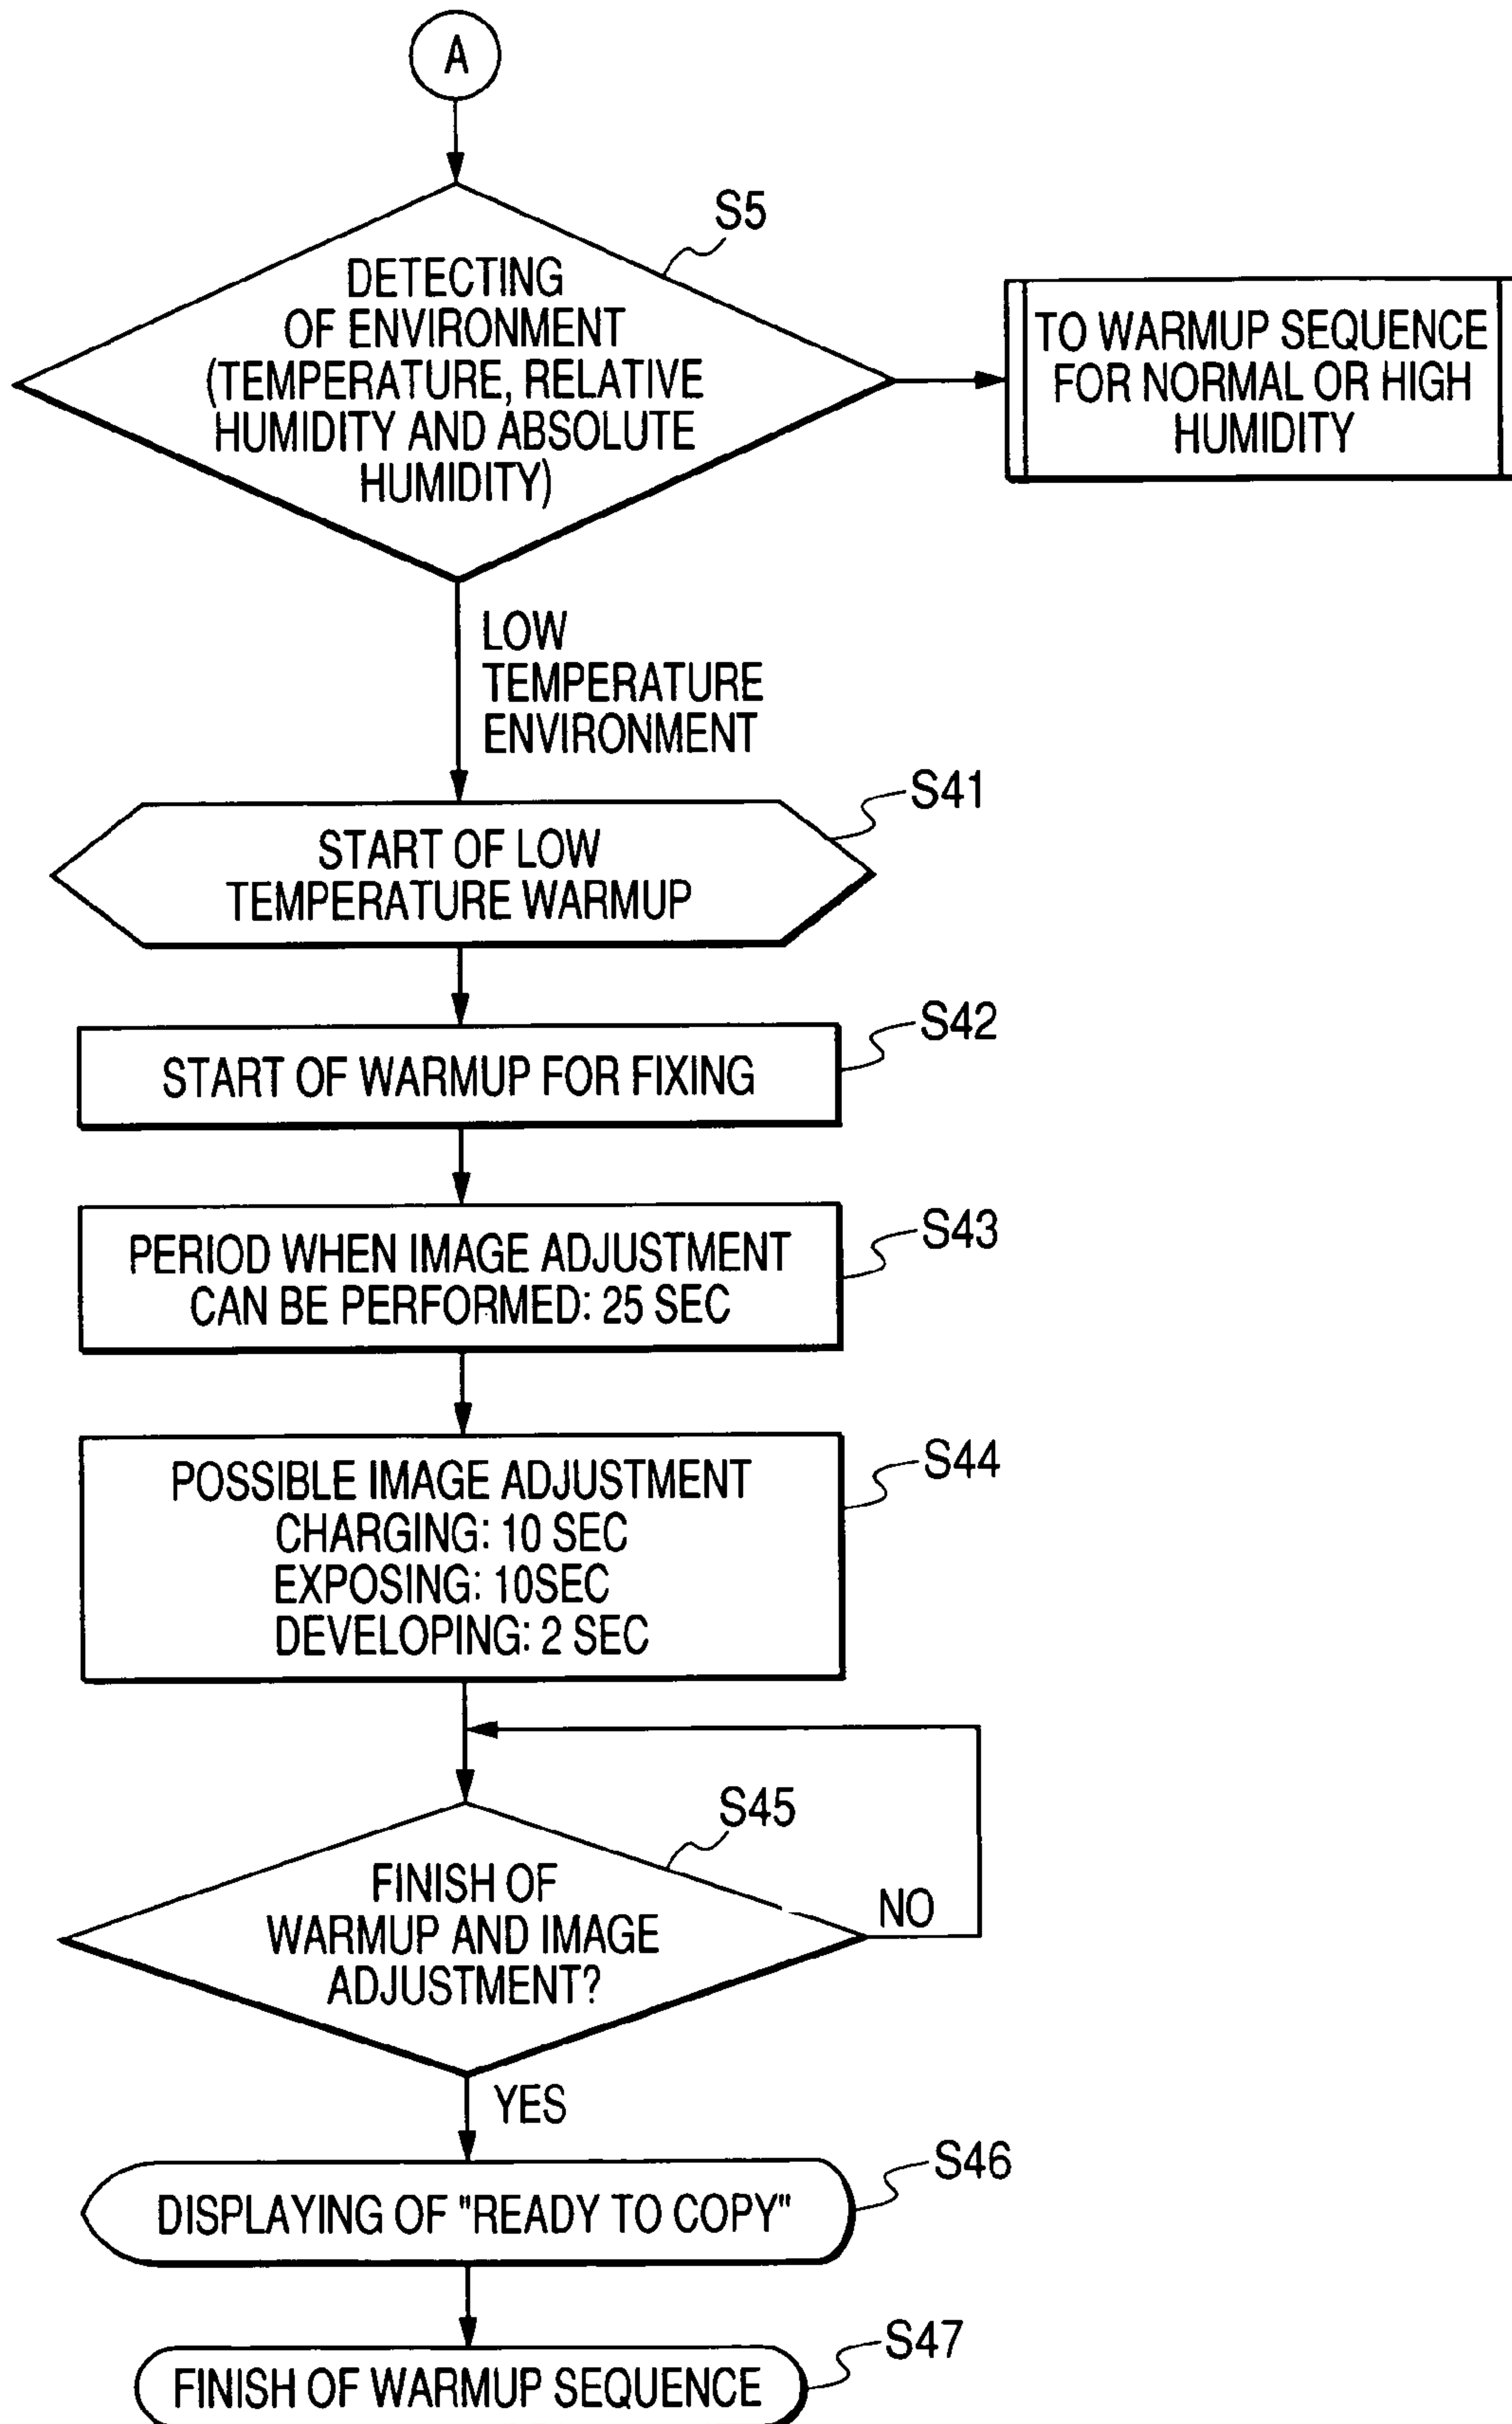 A
S5
DETECTING
OF ENVIRONMENT
(TEMPERATURE, RELATIVE
HUMIDITY AND ABSOLUTE
HUMIDITY)
TO WARMUP SEQUENCE
FOR NORMAL OR HIGH
HUMIDITY
LOW
TEMPERATURE
ENVIRONMENT
S41
START OF LOW
TEMPERATURE WARMUP
S42
START OF WARMUP FOR FIXING
S43
PERIOD WHEN IMAGE ADJUSTMENT
CAN BE PERFORMED: 25 SEC
S44
POSSIBLE IMAGE ADJUSTMENT
CHARGING: 10 SEC
EXPOSING: 10SEC
DEVELOPING: 2 SEC
S45
FINISH OF
WARMUP AND IMAGE
ADJUSTMENT?
NO
YES
S46
DISPLAYING OF "READY TO COPY"
S47
FINISH OF WARMUP SEQUENCE